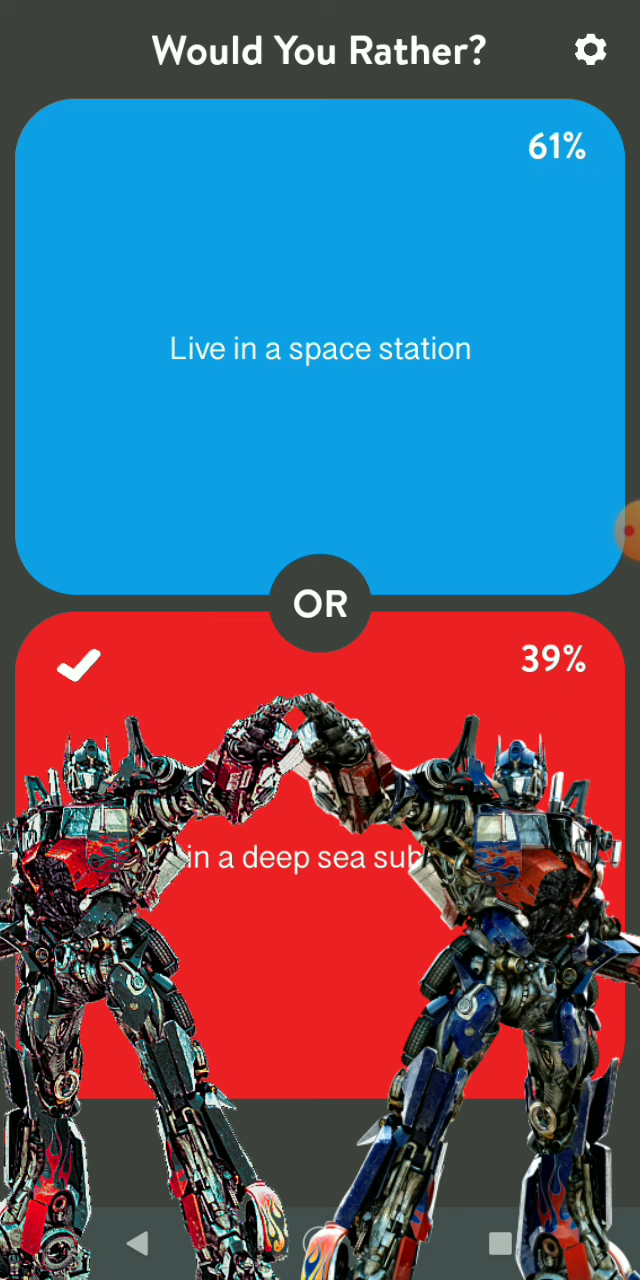 Would You Rather?
61%
Live in a space station
OR
39%
in a deep sea sub